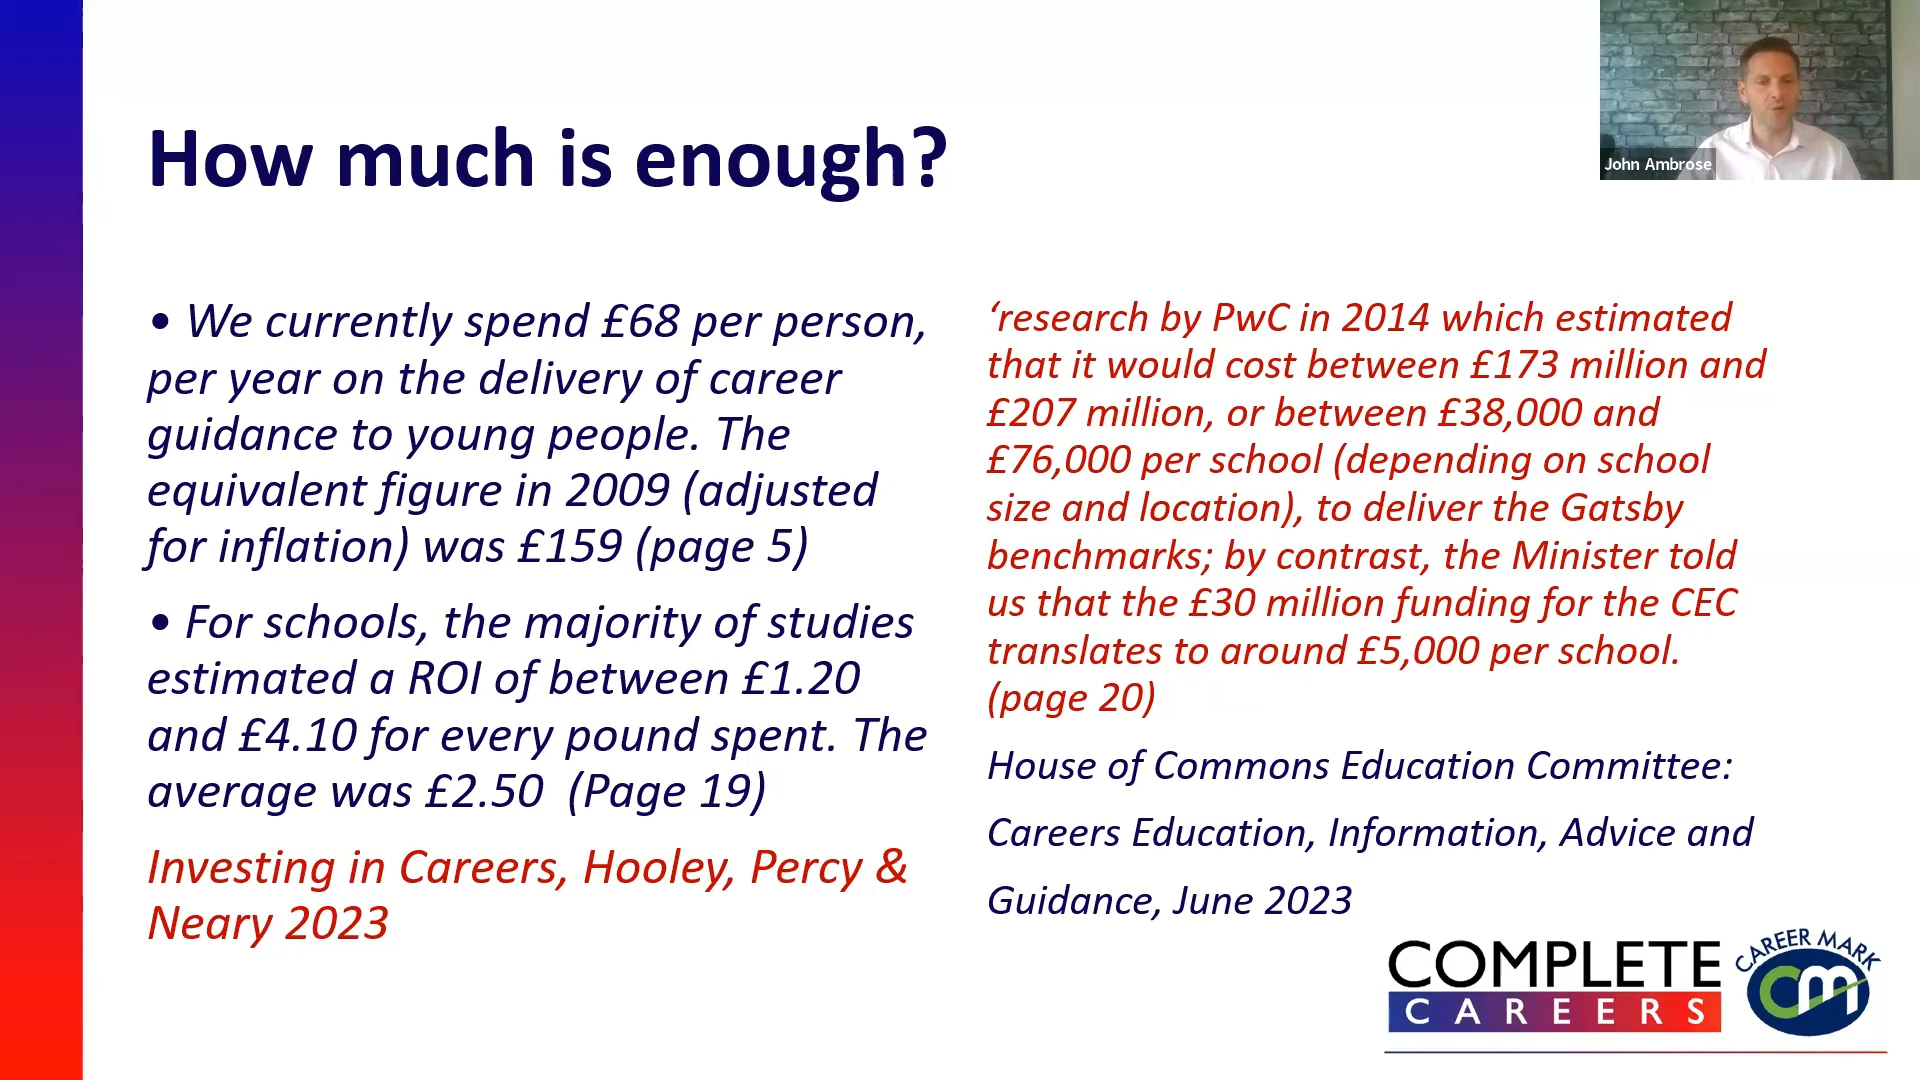 How much is enough?
• We currently spend £68 per person,
per year on the delivery of career
guidance to young people. The
equivalent figure in 2009 (adjusted
for inflation) was £159 (page 5)
• For schools, the majority of studies
estimated a ROI of between £1.20
and £4.10 for every pound spent. The
average was £2.50  (Page 19)
Investing in Careers, Hooley, Percy &
Neary 2023
‘research by PwC in 2014 which estimated
that it would cost between £173 million and
£207 million, or between £38,000 and
£76,000 per school (depending on school
size and location), to deliver the Gatsby
benchmarks; by contrast, the Minister told
us that the £30 million funding for the CEC
translates to around £5,000 per school.
(page 20)
House of Commons Education Committee:
Careers Education, Information, Advice and
Guidance, June 2023
John Ambrose
COMPLETE
CAREERS
CAREER MARK
cm